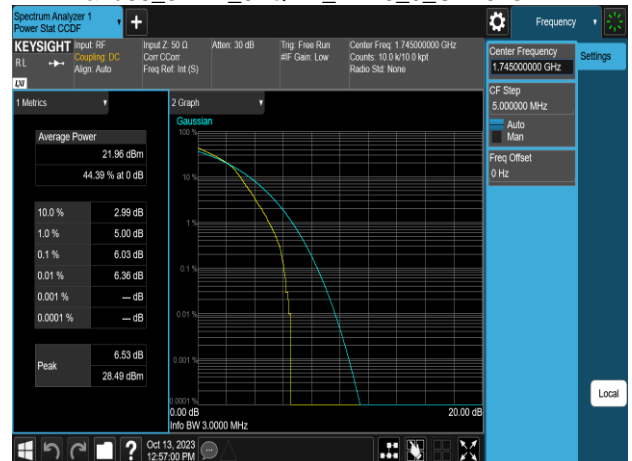 Spectrum Analyzer 1
Power Stat CCDF
Frequency
KEYSIGHT
RL
LXI
Input: RF
Coupling: DC
Align: Auto
Input Z: 50 Ω
Corr CCorr
Freq Ref: Int (S)
Atten: 30 dB
Trig: Free Run
#IF Gain: Low
Center Freq: 1.745000000 GHz
Counts: 10.0 k/10.0 kpt
Radio Std: None
Center Frequency
1.745000000 GHz
Settings
CF Step
5.000000 MHz
Auto
Man
Freq Offset
0 Hz
1 Metrics
Average Power
21.96 dBm
44.39 % at 0 dB
10.0 % 2.99 dB
1.0 % 5.00 dB
0.1 % 6.03 dB
0.01 % 6.36 dB
0.001 % --- dB
0.0001 % --- dB
Peak
6.53 dB
28.49 dBm
2 Graph
Gaussian
100 %
10 %
1 %
0.1 %
0.01 %
0.001 %
0.0001 %
0.00 dB 20.00 dB
Info BW 3.0000 MHz
Local
?
Oct 13, 2023
12:57:00 PM